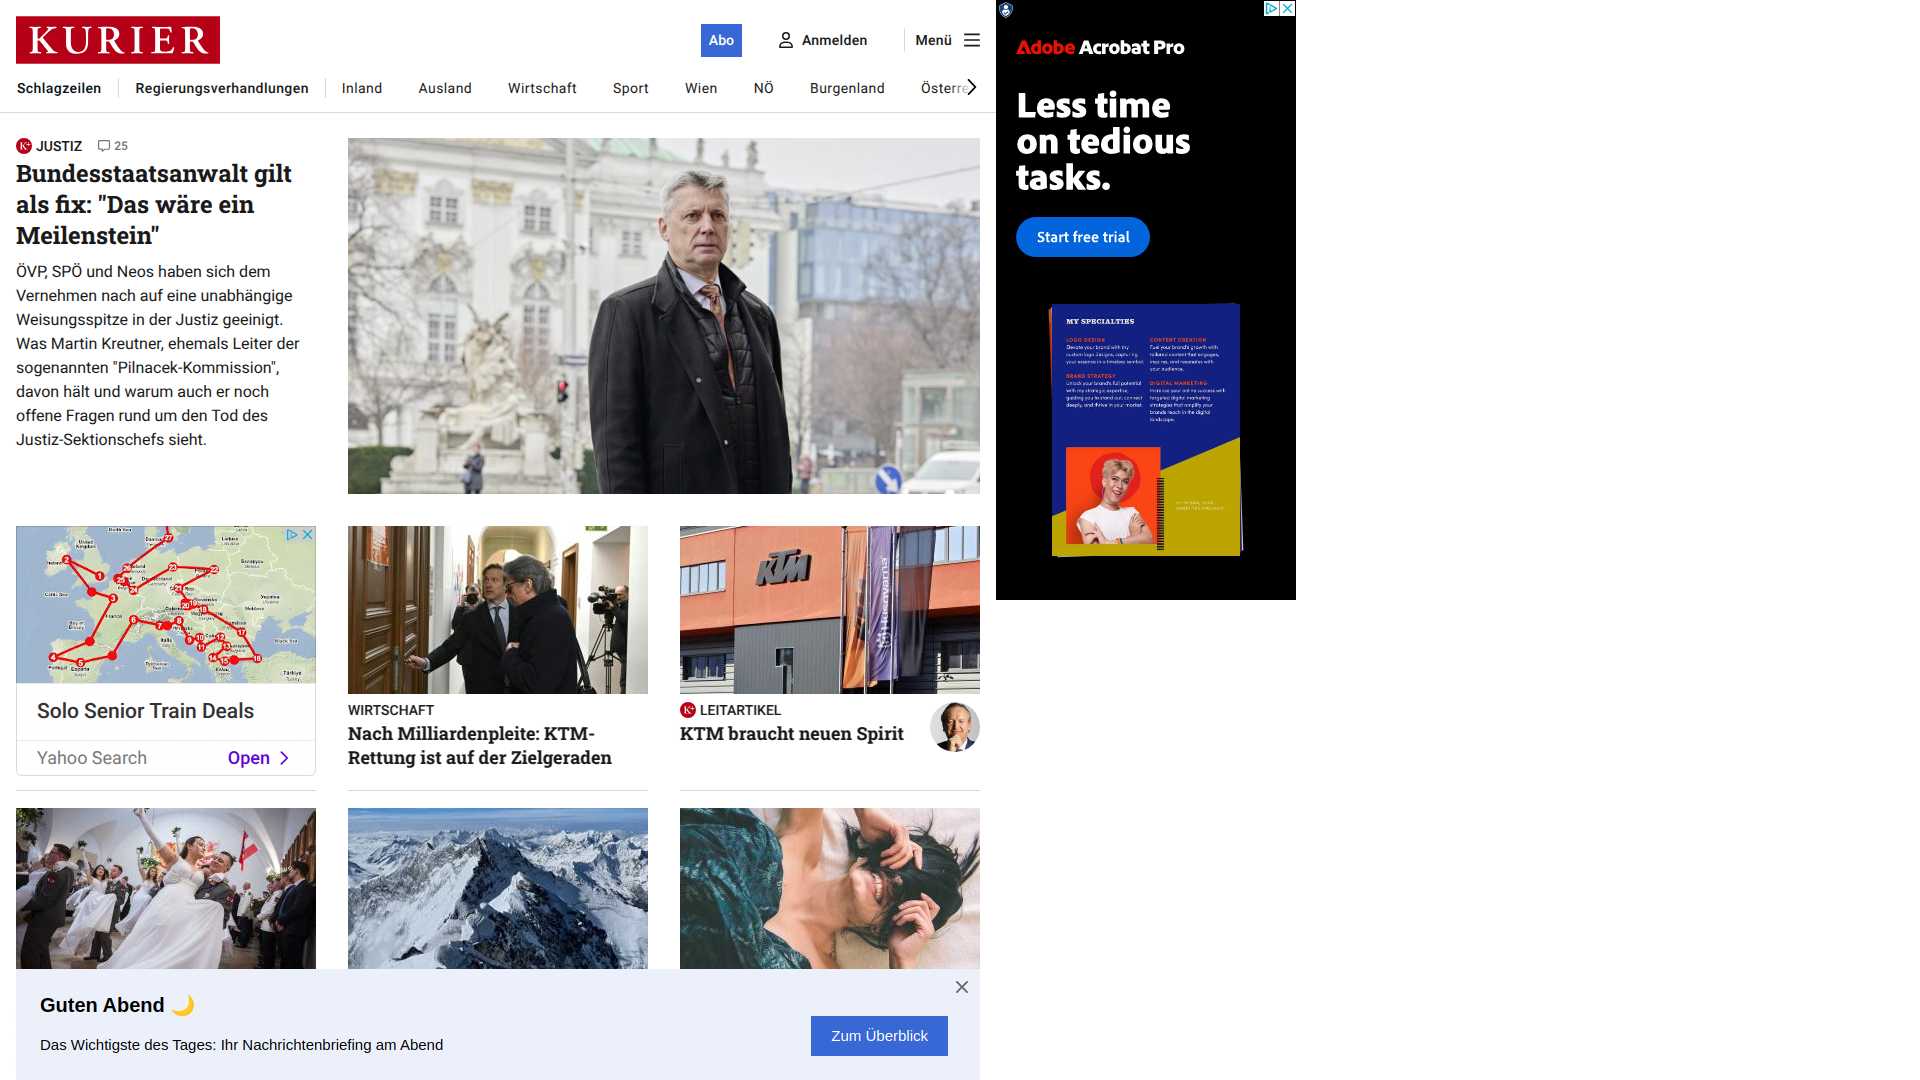 KURIER
Abo
Anmelden
Menü
Schlagzeilen
Regierungsverhandlungen
Inland
Ausland
Wirtschaft
Sport
Wien
NÖ
Burgenland
JUSTIZ 25
Bundesstaatsanwalt gilt
als fix: "Das wäre ein
Meilenstein"
ÖVP, SPÖ und Neos haben sich dem
Vernehmen nach auf eine unabhängige
Weisungsspitze in der Justiz geeinigt.
Was Martin Kreutner, ehemals Leiter der
sogenannten "Pilnacek-Kommission",
davon hält und warum auch er noch
offene Fragen rund um den Tod des
Justiz-Sektionschefs sieht.
Solo Senior Train Deals
Yahoo Search
Open
WIRTSCHAFT
Nach Milliardenpleite: KTM-
Rettung ist auf der Zielgeraden
KTM
Husqvarna
LEITARTIKEL
KTM braucht neuen Spirit
Guten Abend
Das Wichtigste des Tages: Ihr Nachrichtenbriefing am Abend
Zum Überblick
Adobe Acrobat Pro
Less time
on tedious
tasks.
Start free trial
MY SPECIALTIES
LOGO DESIGN
CONTENT CREATION
BRAND STRATEGY
DIGITAL MARKETING